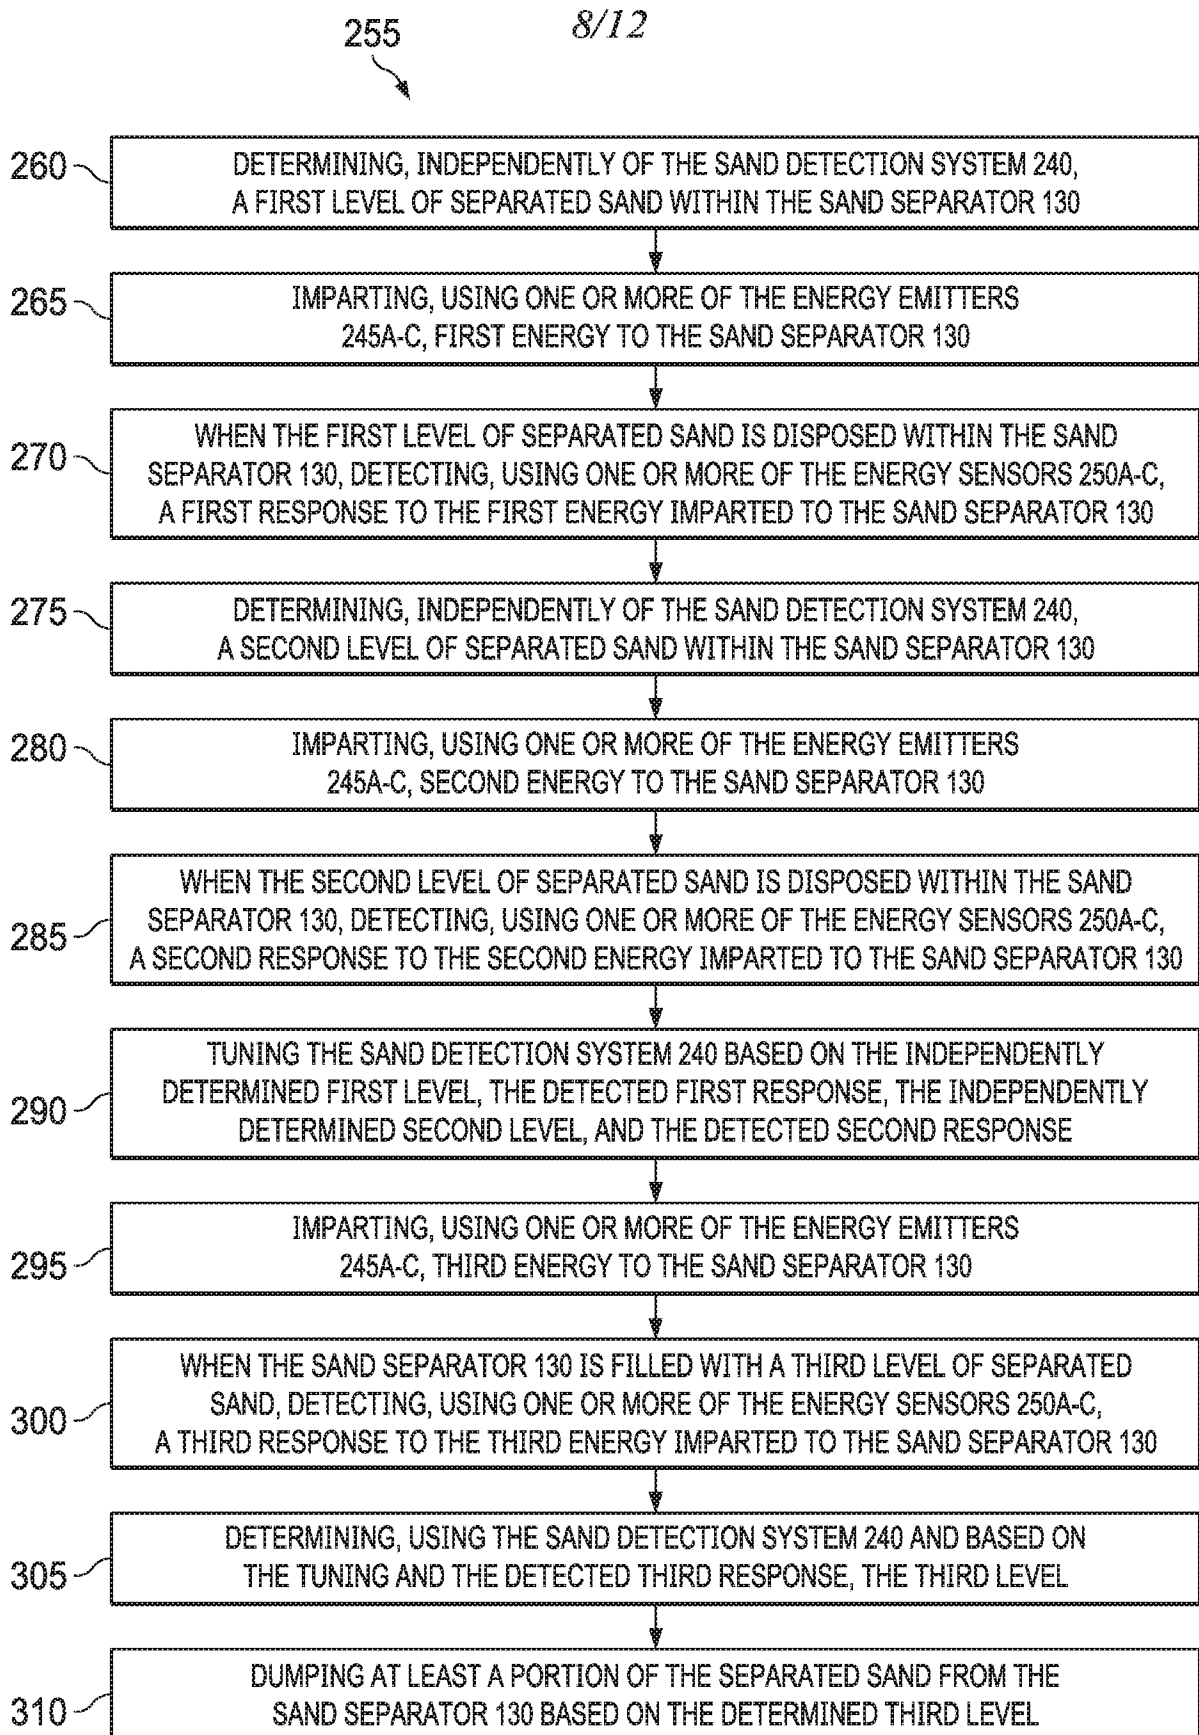 8/12
255
260
DETERMINING, INDEPENDENTLY OF THE SAND DETECTION SYSTEM 240,
A FIRST LEVEL OF SEPARATED SAND WITHIN THE SAND SEPARATOR 130
265
IMPARTING, USING ONE OR MORE OF THE ENERGY EMITTERS
245A-C, FIRST ENERGY TO THE SAND SEPARATOR 130
270
WHEN THE FIRST LEVEL OF SEPARATED SAND IS DISPOSED WITHIN THE SAND
SEPARATOR 130, DETECTING, USING ONE OR MORE OF THE ENERGY SENSORS 250A-C,
A FIRST RESPONSE TO THE FIRST ENERGY IMPARTED TO THE SAND SEPARATOR 130
275
DETERMINING, INDEPENDENTLY OF THE SAND DETECTION SYSTEM 240,
A SECOND LEVEL OF SEPARATED SAND WITHIN THE SAND SEPARATOR 130
280
IMPARTING, USING ONE OR MORE OF THE ENERGY EMITTERS
245A-C, SECOND ENERGY TO THE SAND SEPARATOR 130
285
WHEN THE SECOND LEVEL OF SEPARATED SAND IS DISPOSED WITHIN THE SAND
SEPARATOR 130, DETECTING, USING ONE OR MORE OF THE ENERGY SENSORS 250A-C,
A SECOND RESPONSE TO THE SECOND ENERGY IMPARTED TO THE SAND SEPARATOR 130
290
TUNING THE SAND DETECTION SYSTEM 240 BASED ON THE INDEPENDENTLY
DETERMINED FIRST LEVEL, THE DETECTED FIRST RESPONSE, THE INDEPENDENTLY
DETERMINED SECOND LEVEL, AND THE DETECTED SECOND RESPONSE
295
IMPARTING, USING ONE OR MORE OF THE ENERGY EMITTERS
245A-C, THIRD ENERGY TO THE SAND SEPARATOR 130
300
WHEN THE SAND SEPARATOR 130 IS FILLED WITH A THIRD LEVEL OF SEPARATED
SAND, DETECTING, USING ONE OR MORE OF THE ENERGY SENSORS 250A-C,
A THIRD RESPONSE TO THE THIRD ENERGY IMPARTED TO THE SAND SEPARATOR 130
305
DETERMINING, USING THE SAND DETECTION SYSTEM 240 AND BASED ON
THE TUNING AND THE DETECTED THIRD RESPONSE, THE THIRD LEVEL
310
DUMPING AT LEAST A PORTION OF THE SEPARATED SAND FROM THE
SAND SEPARATOR 130 BASED ON THE DETERMINED THIRD LEVEL